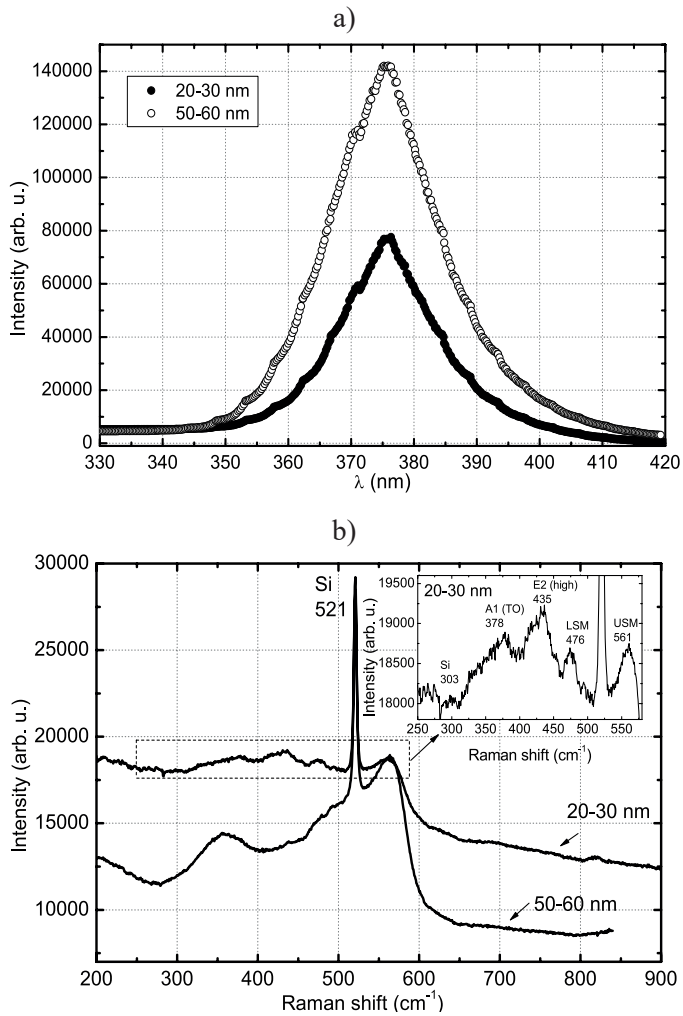 a)
140000
120000
100000
80000
60000
40000
20000
0
Intensity (arb. u.)
20-30 nm
50-60 nm
330 340 350 360 370 380 390 400 410 420
λ (nm)
b)
30000
25000
20000
15000
10000
Intensity (arb. u.)
Si
521
19500
19000
18500
18000
Intensity (arb. u.)
20-30 nm
E2 (high)
435
A1 (TO)
378
LSM
476
USM
561
Si
303
250 300 350 400 450 500 550
Raman shift (cm⁻¹)
20-30 nm
50-60 nm
200 300 400 500 600 700 800 900
Raman shift (cm⁻¹)